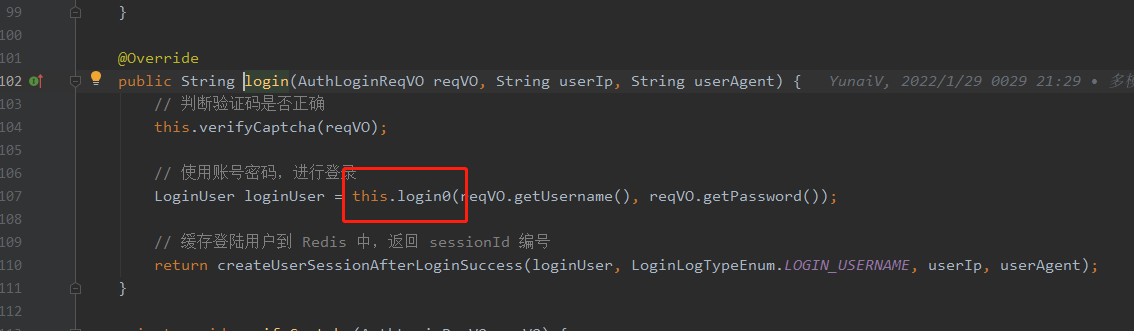 99 }
100
101 @Override
102 public String login(AuthLoginReqVO reqVO, String userIp, String userAgent) { YunaiV, 2022/1/29 0029 21:29 • 多
103 // 判断验证码是否正确
104 this.verifyCaptcha(reqVO);
105
106 // 使用账号密码，进行登录
107 LoginUser loginUser = this.login0(reqVO.getUsername(), reqVO.getPassword());
108
109 // 缓存登陆用户到 Redis 中，返回 sessionId 编号
110 return createUserSessionAfterLoginSuccess(loginUser, LoginLogTypeEnum.LOGIN_USERNAME, userIp, userAgent);
111 }
112